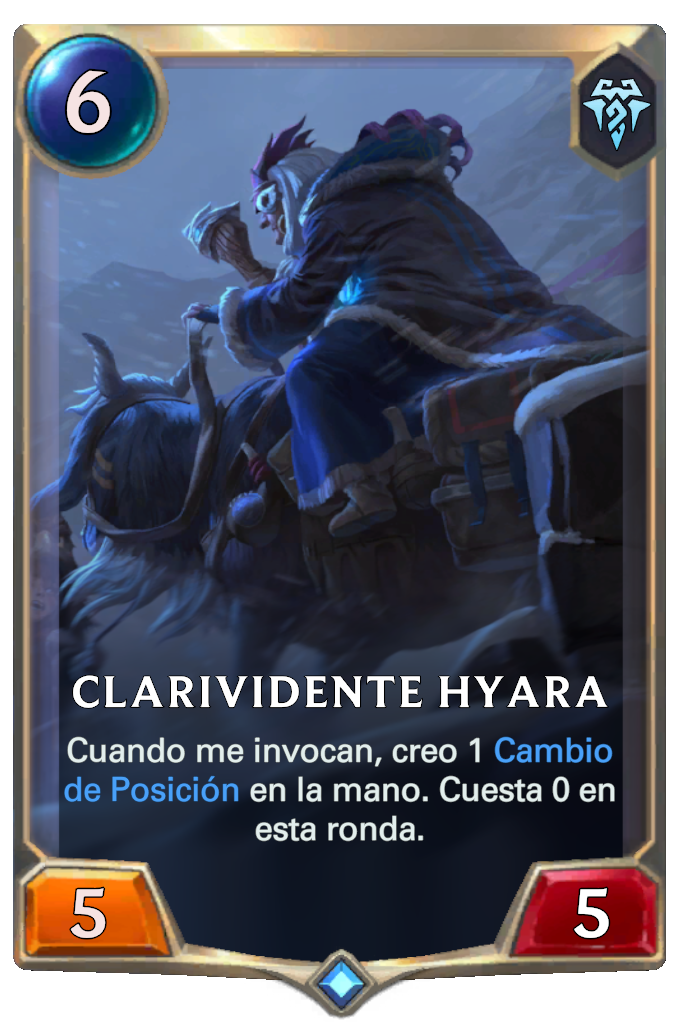 6
CLARIVIDENTE HYARA
Cuando me invocan, creo 1 Cambio
de Posición en la mano. Cuesta 0 en
esta ronda.
5 5